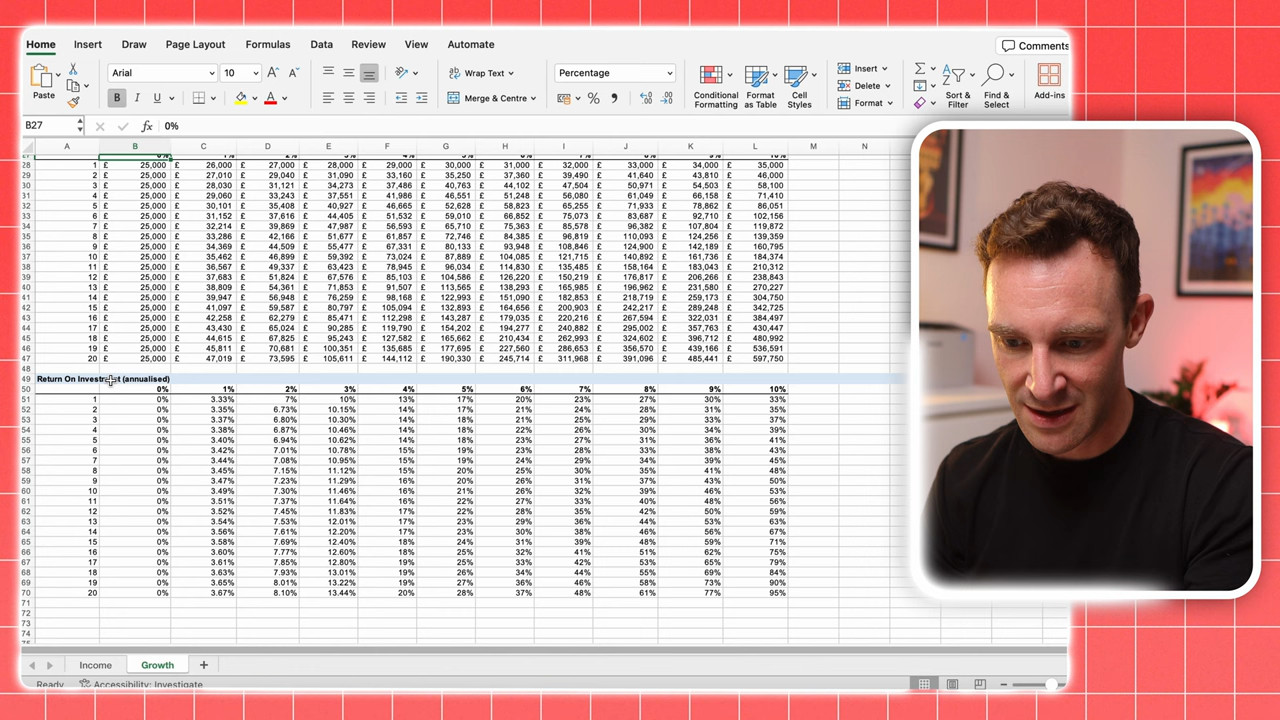 Home Insert Draw Page Layout Formulas Data Review View Automate Comments
Paste Arial 10 Wrap Text Percentage Insert
B I U Merge & Centre Conditional Formatting Format as Table Cell Styles Delete Format Sort & Filter Find & Select Add-ins
B27 fx 0%
A B C D E F G H I J K L M N
28 1 £ 25,000 £ 26,000 £ 27,000 £ 28,000 £ 29,000 £ 30,000 £ 31,000 £ 32,000 £ 33,000 £ 34,000 £ 35,000
29 2 £ 25,000 £ 27,010 £ 29,040 £ 31,090 £ 33,160 £ 35,250 £ 37,360 £ 39,490 £ 41,640 £ 43,810 £ 46,000
30 3 £ 25,000 £ 28,030 £ 31,121 £ 34,273 £ 37,486 £ 40,763 £ 44,102 £ 47,504 £ 50,971 £ 54,503 £ 58,100
31 4 £ 25,000 £ 29,060 £ 33,243 £ 37,551 £ 41,986 £ 46,551 £ 51,248 £ 56,080 £ 61,049 £ 66,158 £ 71,410
32 5 £ 25,000 £ 30,101 £ 35,408 £ 40,927 £ 46,665 £ 52,628 £ 58,823 £ 65,255 £ 71,933 £ 78,862 £ 86,051
33 6 £ 25,000 £ 31,152 £ 37,616 £ 44,405 £ 51,532 £ 59,010 £ 66,852 £ 75,073 £ 83,687 £ 92,710 £ 102,156
34 7 £ 25,000 £ 32,214 £ 39,869 £ 47,987 £ 56,593 £ 65,710 £ 75,363 £ 85,578 £ 96,382 £ 107,804 £ 119,872
35 8 £ 25,000 £ 33,286 £ 42,166 £ 51,677 £ 61,857 £ 72,746 £ 84,385 £ 96,819 £ 110,093 £ 124,256 £ 139,359
36 9 £ 25,000 £ 34,369 £ 44,509 £ 55,477 £ 67,331 £ 80,133 £ 93,948 £ 108,846 £ 124,900 £ 142,189 £ 160,795
37 10 £ 25,000 £ 35,462 £ 46,899 £ 59,392 £ 73,024 £ 87,889 £ 104,085 £ 121,715 £ 140,892 £ 161,736 £ 184,374
38 11 £ 25,000 £ 36,567 £ 49,337 £ 63,423 £ 78,945 £ 96,034 £ 114,830 £ 135,485 £ 158,164 £ 183,043 £ 210,312
39 12 £ 25,000 £ 37,683 £ 51,824 £ 67,576 £ 85,103 £ 104,586 £ 126,220 £ 150,219 £ 176,817 £ 206,266 £ 238,843
40 13 £ 25,000 £ 38,809 £ 54,361 £ 71,853 £ 91,507 £ 113,565 £ 138,293 £ 165,985 £ 196,962 £ 231,580 £ 270,227
41 14 £ 25,000 £ 39,947 £ 56,948 £ 76,259 £ 98,168 £ 122,993 £ 151,090 £ 182,853 £ 218,719 £ 259,173 £ 304,750
42 15 £ 25,000 £ 41,097 £ 59,587 £ 80,797 £ 105,094 £ 132,893 £ 164,656 £ 200,903 £ 242,217 £ 289,248 £ 342,725
43 16 £ 25,000 £ 42,258 £ 62,279 £ 85,471 £ 112,298 £ 143,287 £ 179,035 £ 220,216 £ 267,594 £ 322,031 £ 384,497
44 17 £ 25,000 £ 43,430 £ 65,024 £ 90,285 £ 119,790 £ 154,202 £ 194,277 £ 240,882 £ 295,002 £ 357,763 £ 430,447
45 18 £ 25,000 £ 44,615 £ 67,825 £ 95,244 £ 127,582 £ 165,662 £ 210,434 £ 262,993 £ 324,602 £ 396,712 £ 480,992
46 19 £ 25,000 £ 45,811 £ 70,681 £ 100,351 £ 135,685 £ 177,695 £ 227,560 £ 286,653 £ 356,570 £ 439,166 £ 536,591
47 20 £ 25,000 £ 47,019 £ 73,595 £ 105,611 £ 144,112 £ 190,330 £ 245,714 £ 311,968 £ 391,096 £ 485,441 £ 597,750
48
49 Return On Investment (annualised)
50 0% 1% 2% 3% 4% 5% 6% 7% 8% 9% 10%
51 1 0% 3.33% 7% 10% 13% 17% 20% 23% 27% 30% 33%
52 2 0% 3.35% 6.73% 10.15% 14% 17% 21% 24% 28% 31% 35%
53 3 0% 3.37% 6.80% 10.30% 14% 18% 21% 25% 29% 33% 37%
54 4 0% 3.38% 6.87% 10.46% 14% 18% 22% 26% 30% 34% 39%
55 5 0% 3.40% 6.94% 10.62% 14% 18% 23% 27% 31% 36% 41%
56 6 0% 3.42% 7.01% 10.78% 15% 19% 23% 28% 33% 38% 43%
57 7 0% 3.44% 7.08% 10.95% 15% 19% 24% 29% 34% 39% 45%
58 8 0% 3.45% 7.15% 11.12% 15% 20% 25% 30% 35% 41% 48%
59 9 0% 3.47% 7.23% 11.29% 16% 20% 26% 31% 37% 43% 50%
60 10 0% 3.49% 7.30% 11.46% 16% 21% 26% 32% 39% 46% 53%
61 11 0% 3.51% 7.37% 11.64% 16% 22% 27% 33% 40% 48% 56%
62 12 0% 3.52% 7.45% 11.83% 17% 22% 28% 35% 42% 50% 59%
63 13 0% 3.54% 7.53% 12.01% 17% 23% 29% 36% 44% 53% 63%
64 14 0% 3.56% 7.61% 12.20% 17% 23% 30% 38% 46% 56% 67%
65 15 0% 3.58% 7.69% 12.40% 18% 24% 31% 39% 48% 59% 71%
66 16 0% 3.60% 7.77% 12.60% 18% 25% 32% 41% 51% 62% 75%
67 17 0% 3.61% 7.85% 12.80% 19% 25% 33% 42% 53% 65% 79%
68 18 0% 3.63% 7.93% 13.01% 19% 26% 34% 44% 55% 69% 84%
69 19 0% 3.65% 8.01% 13.22% 19% 27% 36% 46% 58% 73% 90%
70 20 0% 3.67% 8.10% 13.44% 20% 28% 37% 48% 61% 77% 95%
71
72
73
74
Income Growth
Ready Accessibility: Investigate